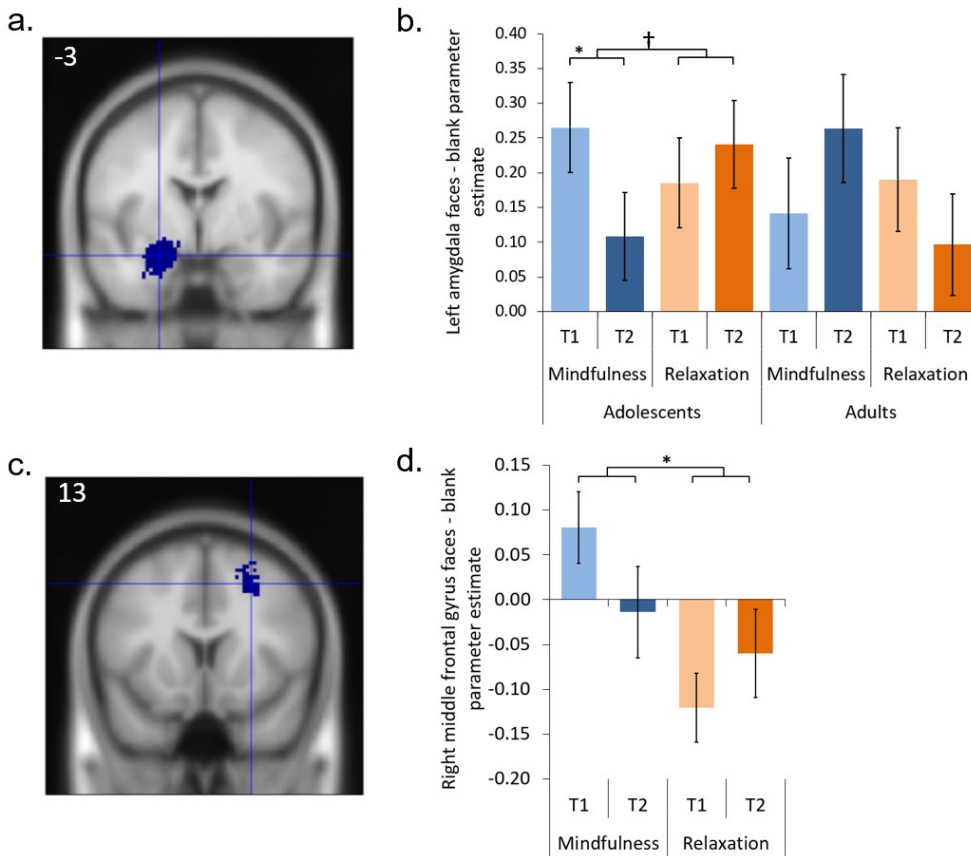 a.
-3
b.
Left amygdala faces - blank parameter
estimate
0.40
0.35
0.30
0.25
0.20
0.15
0.10
0.05
0.00
* †
T1 T2 T1 T2 T1 T2 T1 T2
Mindfulness Relaxation Mindfulness Relaxation
Adolescents Adults
c.
13
d.
Right middle frontal gyrus faces - blank
parameter estimate
0.15
0.10
0.05
0.00
-0.05
-0.10
-0.15
-0.20
*
T1 T2 T1 T2
Mindfulness Relaxation